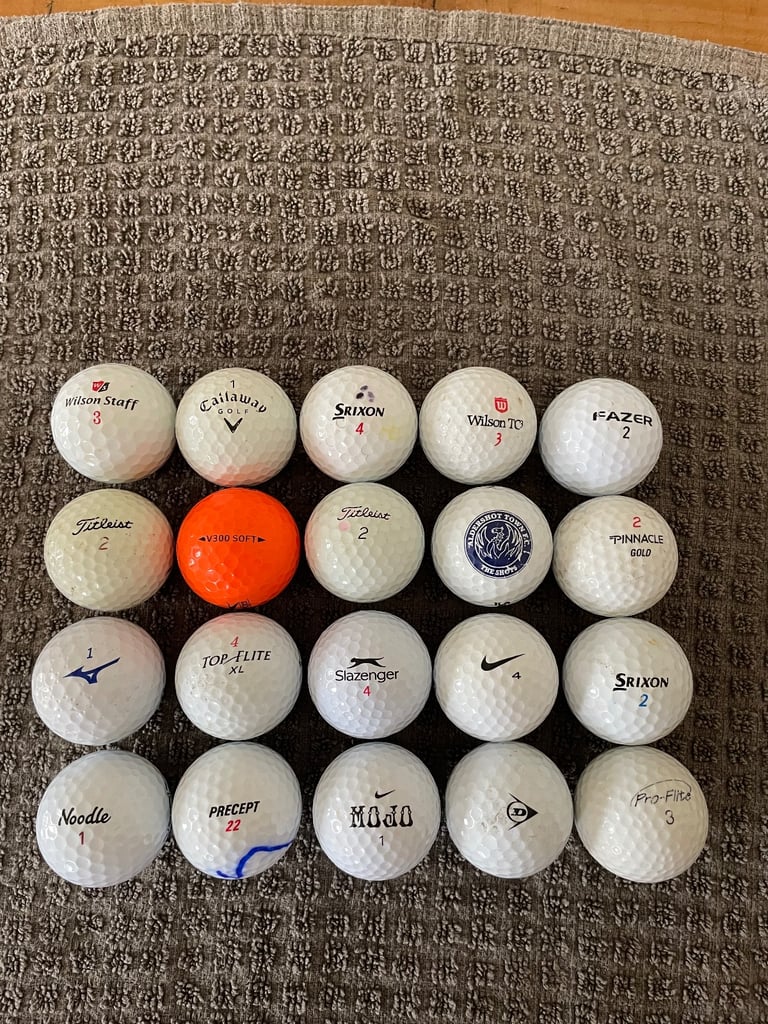 Wilson Staff
3
1
Callaway
GOLF
SRIXON
4
W
Wilson TC³
3
FAZER
2
Titleist
2
V300 SOFT
Titleist
2
ALDERSHOT TOWN F.C.
THE SHOTS
2
PINNACLE
GOLD
1
4
TOP FLITE
XL
Slazenger
4
4
SRIXON
2
Noodle
1
PRECEPT
22
MOJO
1
D
Pro-Flite
3